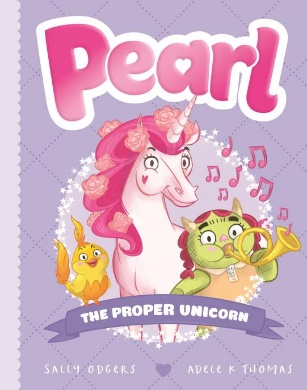 Pearl
THE PROPER UNICORN
SALLY ODGERS
ADELE K THOMAS